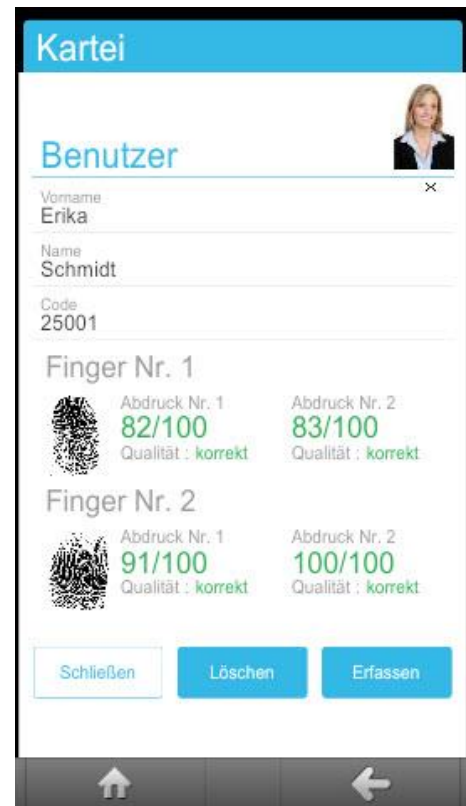 Kartei
Benutzer
Vorname
Erika
Name
Schmidt
Code
25001
Finger Nr. 1
Abdruck Nr. 1 Abdruck Nr. 2
82/100 83/100
Qualität : korrekt Qualität : korrekt
Finger Nr. 2
Abdruck Nr. 1 Abdruck Nr. 2
91/100 100/100
Qualität : korrekt Qualität : korrekt
Schließen Löschen Erfassen